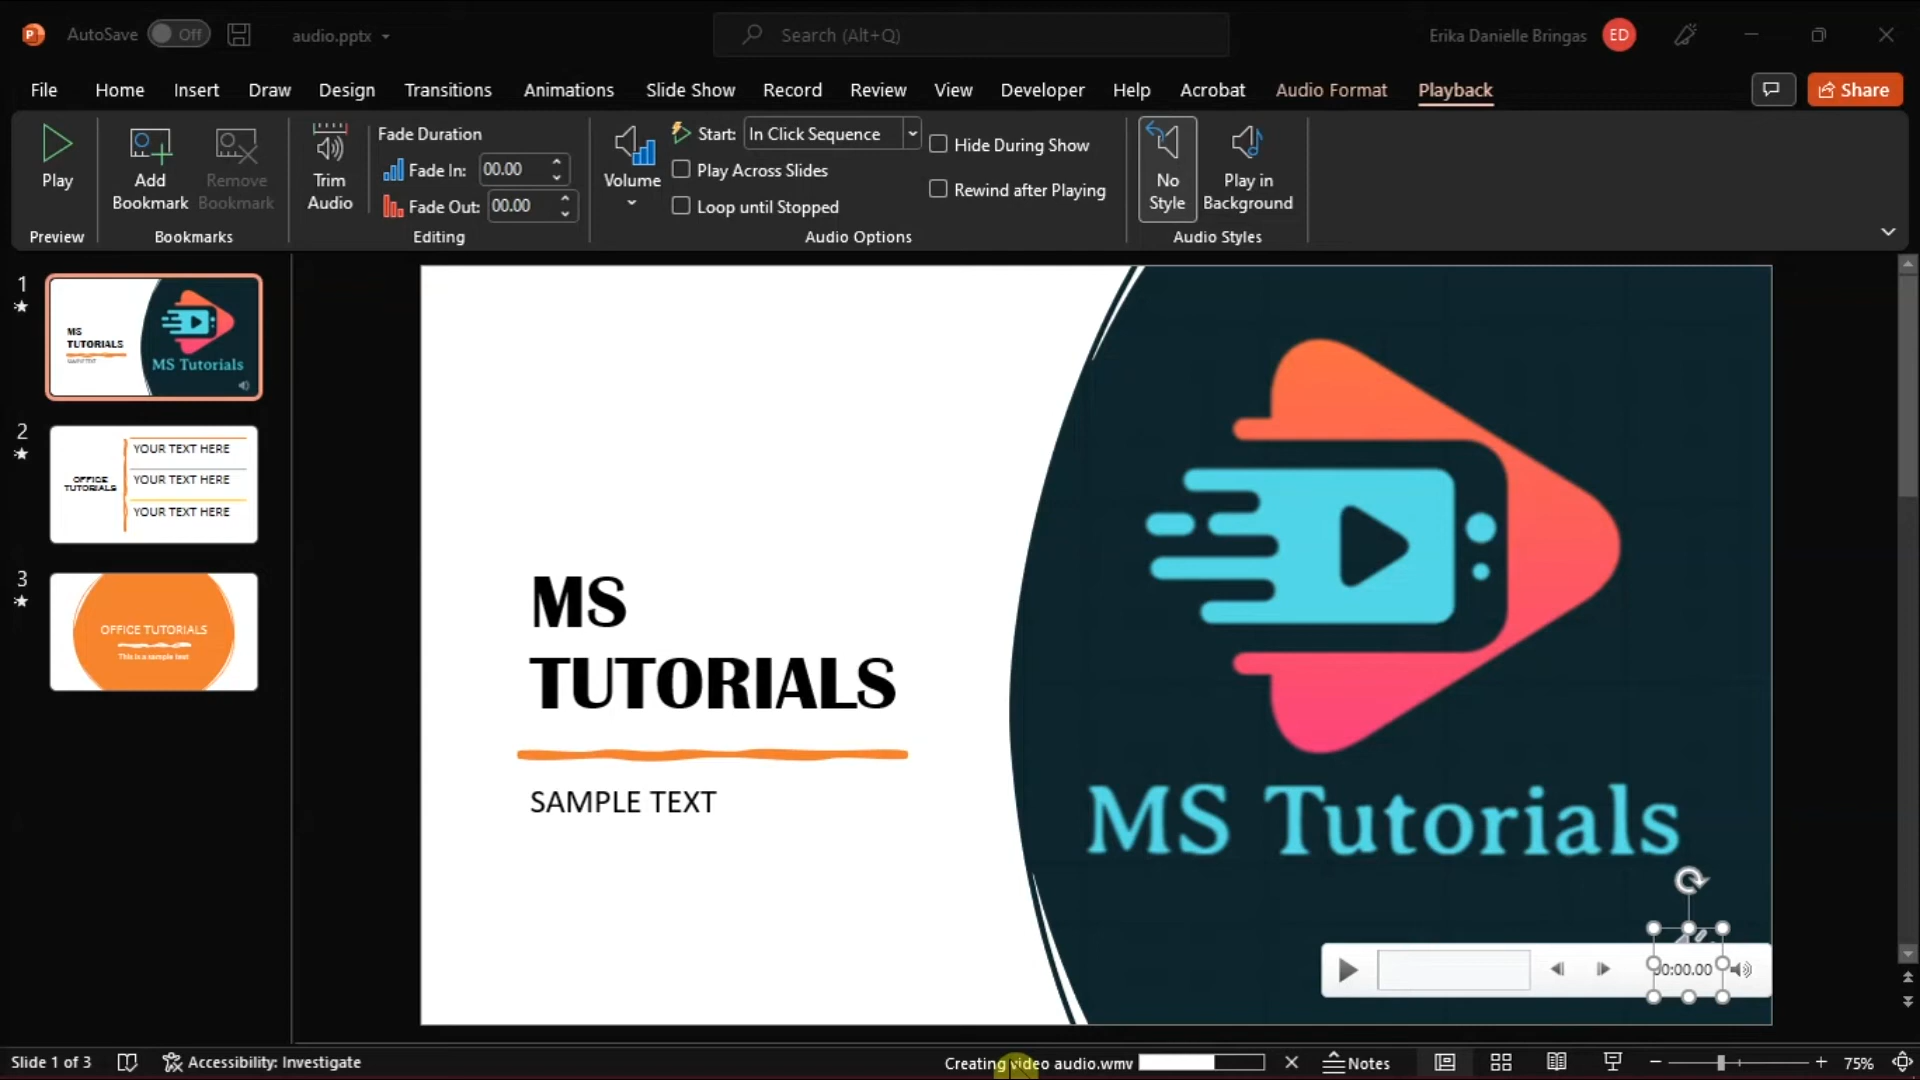 AutoSave Off audio.pptx Search (Alt+Q) Erika Danielle Bringas ED
File Home Insert Draw Design Transitions Animations Slide Show Record Review View Developer Help Acrobat Audio Format Playback Share
Play
Add
Bookmark
Remove
Bookmark
Trim
Audio
Fade Duration
Fade In: 00.00
Fade Out: 00.00
Volume
Start: In Click Sequence
Play Across Slides
Loop until Stopped
Hide During Show
Rewind after Playing
No
Style
Play in
Background
Preview Bookmarks Editing Audio Options Audio Styles
1
MS
TUTORIALS
SAMPLE TEXT
MS Tutorials
2
OFFICE
TUTORIALS
YOUR TEXT HERE
YOUR TEXT HERE
YOUR TEXT HERE
3
OFFICE TUTORIALS
This is a sample text
MS
TUTORIALS
SAMPLE TEXT
MS Tutorials
00:00.00
Slide 1 of 3 Accessibility: Investigate Creating video audio.wmv Notes 75%